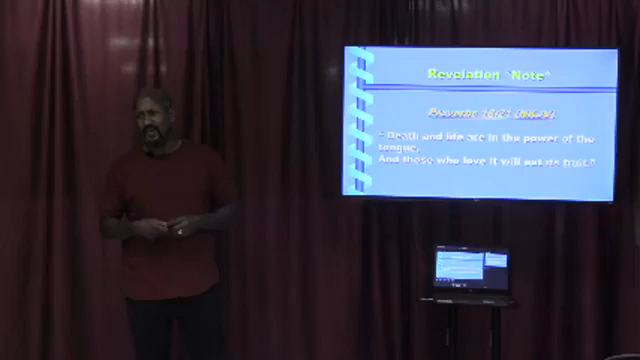 Revelation "Note"
Proverbs 18:21 (NKJV)
" Death and life are in the power of the
tongue,
And those who love it will eat its fruit."